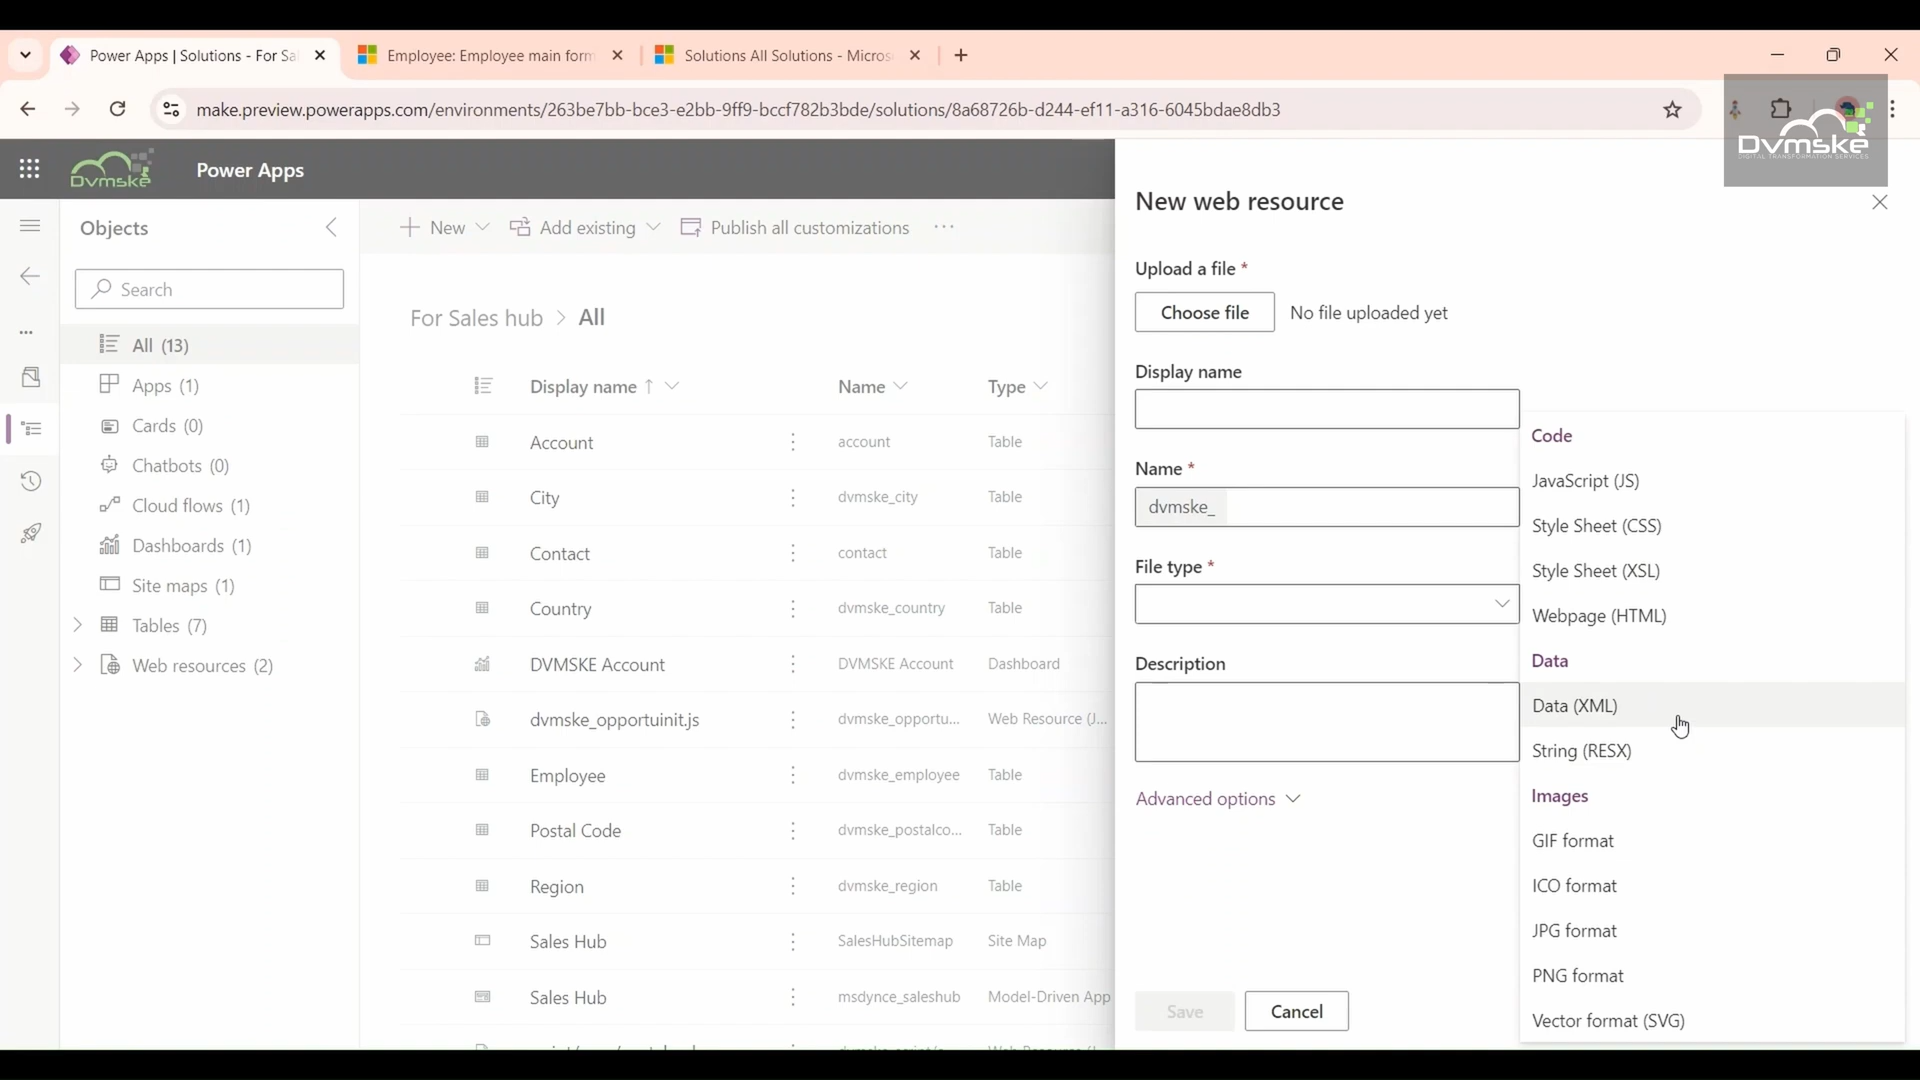 Power Apps | Solutions - For Sa
Employee: Employee main form
Solutions All Solutions - Micros
make.preview.powerapps.com/environments/263be7bb-bce3-e2bb-9ff9-bccf782b3bde/solutions/8a68726b-d244-ef11-a316-6045bdae8db3
Dvmske
DIGITAL TRANSFORMATION SERVICES
Dvmske
Power Apps
Objects
Search
All (13)
Apps (1)
Cards (0)
Chatbots (0)
Cloud flows (1)
Dashboards (1)
Site maps (1)
Tables (7)
Web resources (2)
New
Add existing
Publish all customizations
For Sales hub > All
Display name ↑ Name Type
Account account Table
City dvmske_city Table
Contact contact Table
Country dvmske_country Table
DVMSKE Account DVMSKE Account Dashboard
dvmske_opportuinit.js dvmske_opportu... Web Resource (J...
Employee dvmske_employee Table
Postal Code dvmske_postalco... Table
Region dvmske_region Table
Sales Hub SalesHubSitemap Site Map
Sales Hub msdynce_saleshub Model-Driven App
New web resource
Upload a file *
Choose file No file uploaded yet
Display name
Name *
dvmske_
File type *
Description
Advanced options
Save Cancel
Code
JavaScript (JS)
Style Sheet (CSS)
Style Sheet (XSL)
Webpage (HTML)
Data
Data (XML)
String (RESX)
Images
GIF format
ICO format
JPG format
PNG format
Vector format (SVG)